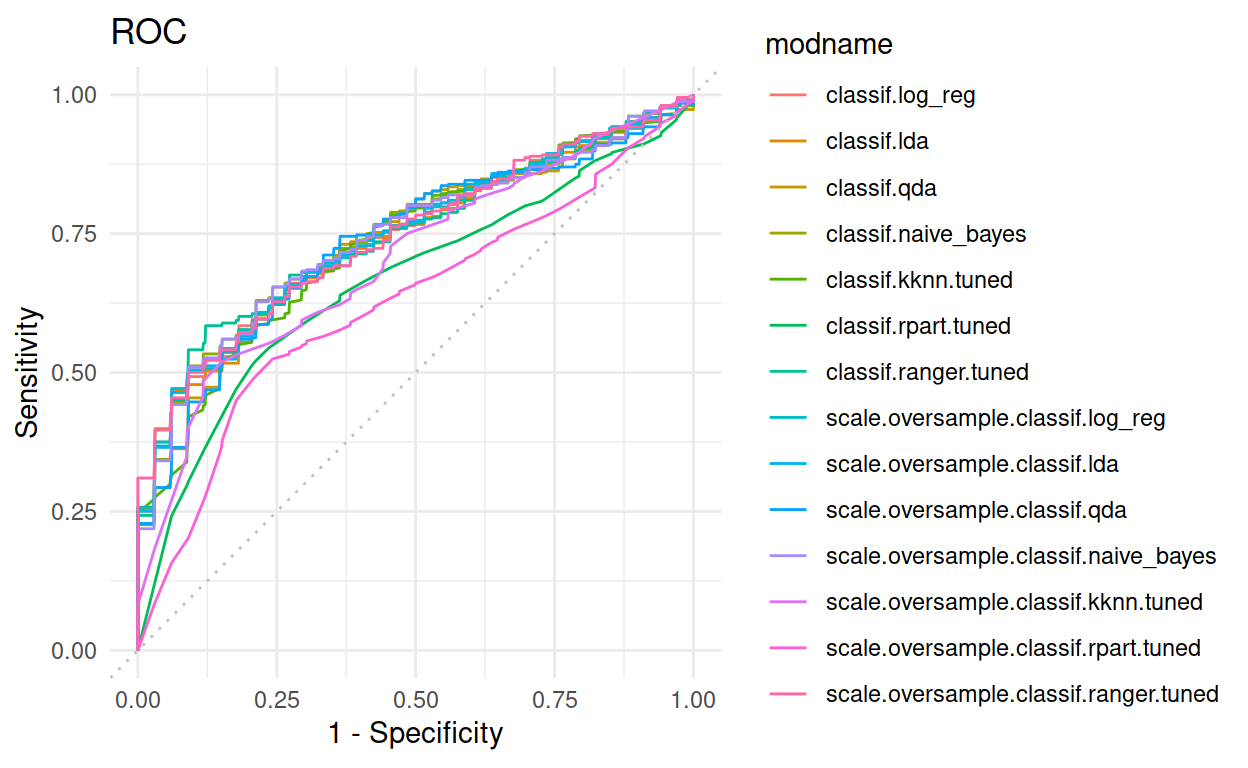 ROC
modname
classif.log_reg
classif.lda
classif.qda
classif.naive_bayes
classif.kknn.tuned
classif.rpart.tuned
classif.ranger.tuned
scale.oversample.classif.log_reg
scale.oversample.classif.lda
scale.oversample.classif.qda
scale.oversample.classif.naive_bayes
scale.oversample.classif.kknn.tuned
scale.oversample.classif.rpart.tuned
scale.oversample.classif.ranger.tuned
Sensitivity
1.00
0.75
0.50
0.25
0.00
0.00 0.25 0.50 0.75 1.00
1 - Specificity